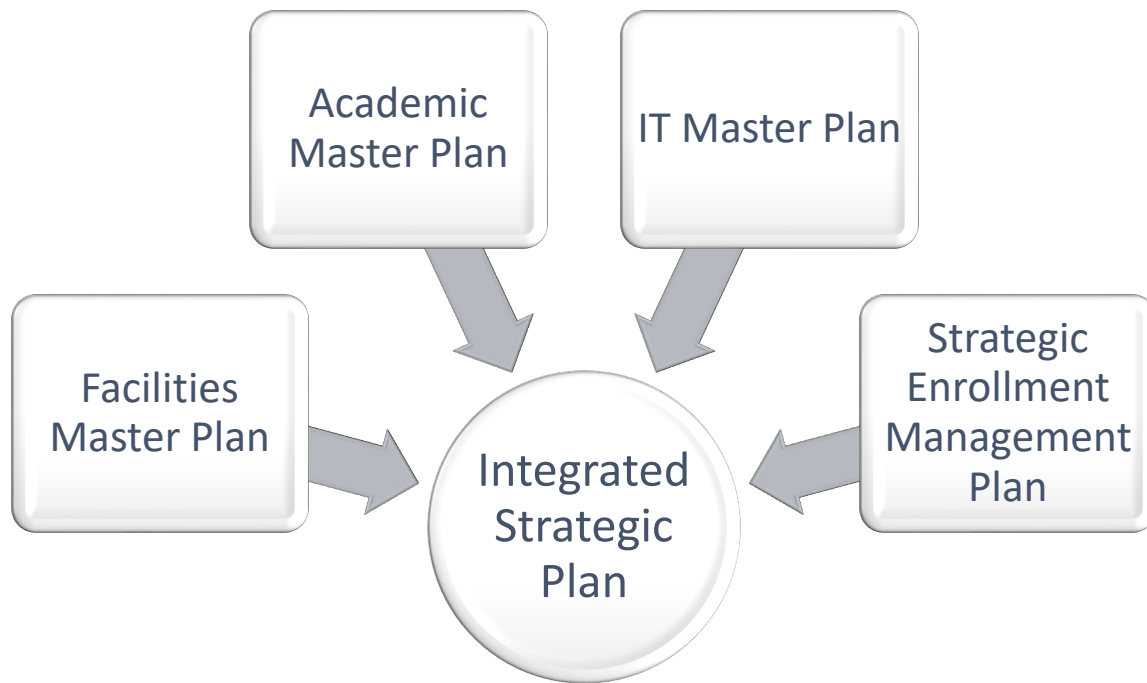 Academic
Master Plan
IT Master Plan
Facilities
Master Plan
Strategic
Enrollment
Management
Plan
Integrated
Strategic
Plan